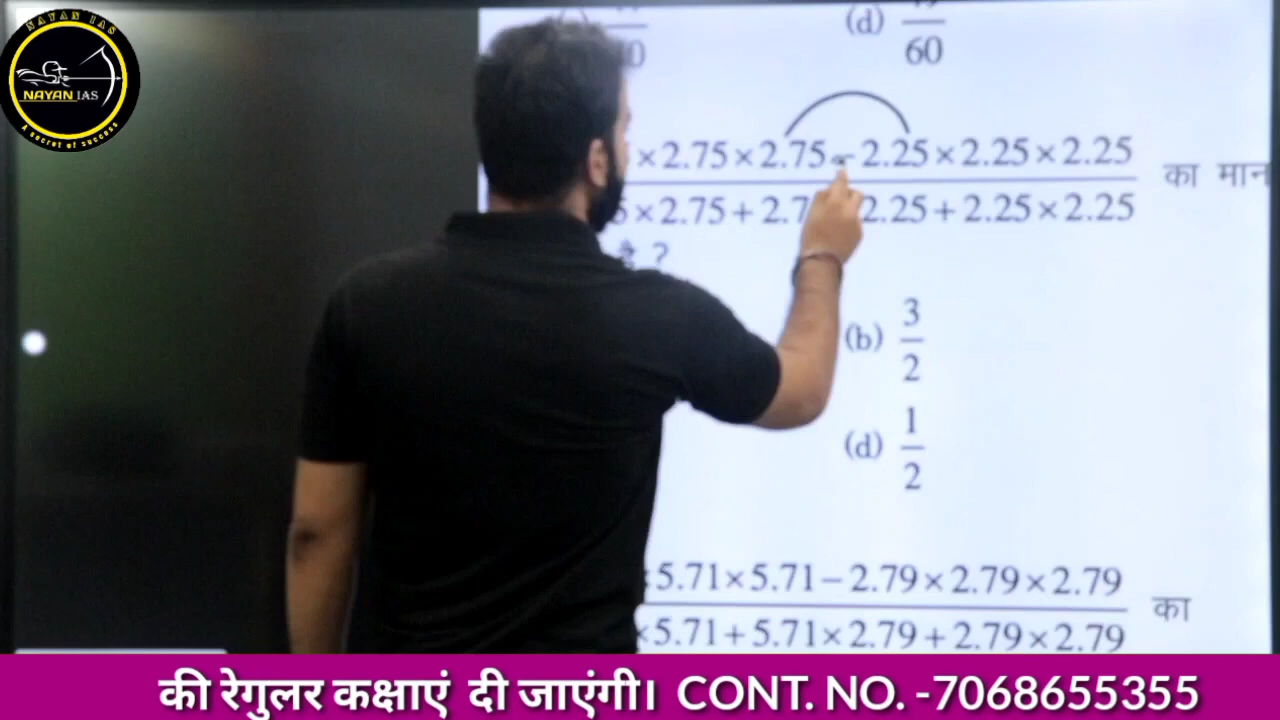 NAYAN IAS
NAYAN IAS
A secret of success
(d) 60
×2.75×2.75−2.25×2.25×2.25 का मान
×2.75+2.7 2.25+2.25×2.25
है ?
(b) 3/2
(d) 1/2
5.71×5.71−2.79×2.79×2.79 का
×5.71+5.71×2.79+2.79×2.79
की रेगुलर कक्षाएं दी जाएंगी। CONT. NO. -7068655355